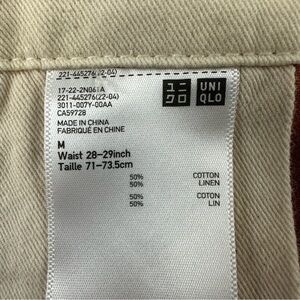 221-445276(22-04)
17-22-2N061A
221-445276(22-04)
3011-007Y-00AA
CA59728
MADE IN CHINA
FABRIQUÉ EN CHINE
ユニ
クロ
UNI
QLO
M
Waist 28–29inch
Taille 71–73.5cm
50% COTTON
50% LINEN
50% COTON
50% LIN